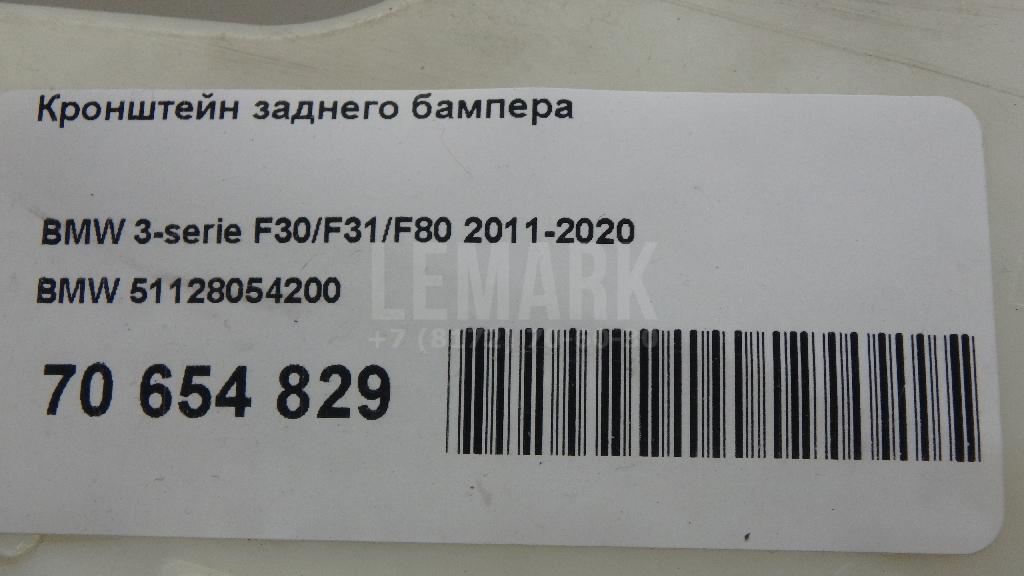 Кронштейн заднего бампера
BMW 3-serie F30/F31/F80 2011-2020
BMW 51128054200
LEMARK
70 654 829